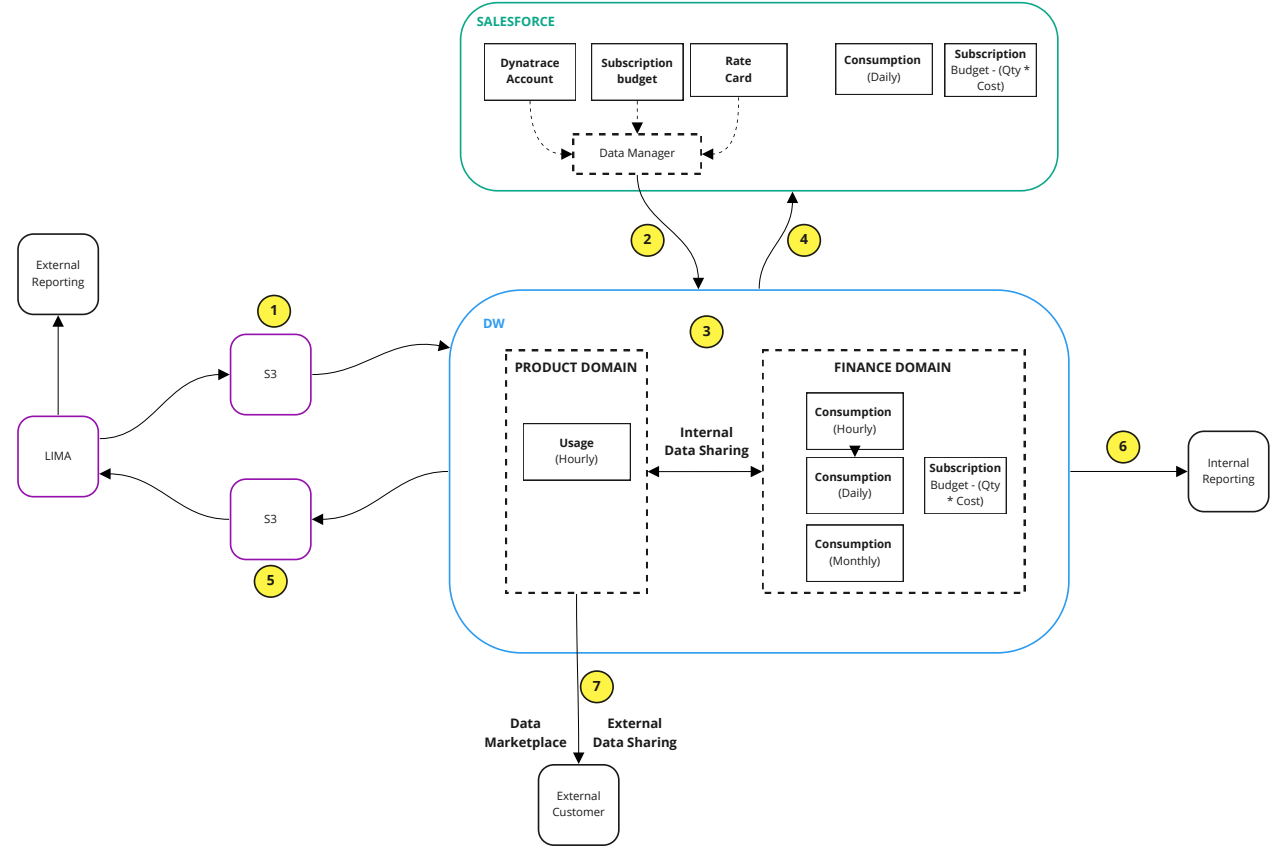 SALESFORCE
Dynatrace
Account
Subscription
budget
Rate
Card
Consumption
(Daily)
Subscription
Budget - (Qty *
Cost)
Data Manager
2
4
External
Reporting
1
S3
LIMA
S3
5
DW
3
PRODUCT DOMAIN
Usage
(Hourly)
Internal
Data Sharing
FINANCE DOMAIN
Consumption
(Hourly)
Consumption
(Daily)
Subscription
Budget - (Qty
* Cost)
Consumption
(Monthly)
6
Internal
Reporting
7
Data
Marketplace
External
Data Sharing
External
Customer